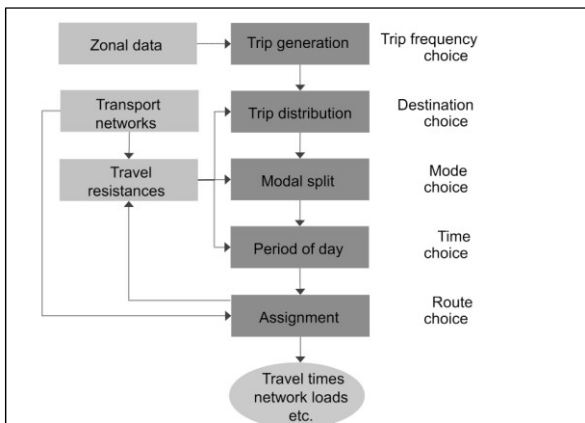 Zonal data
Trip generation
Trip frequency
choice
Transport
networks
Trip distribution
Destination
choice
Travel
resistances
Modal split
Mode
choice
Period of day
Time
choice
Assignment
Route
choice
Travel times
network loads
etc.